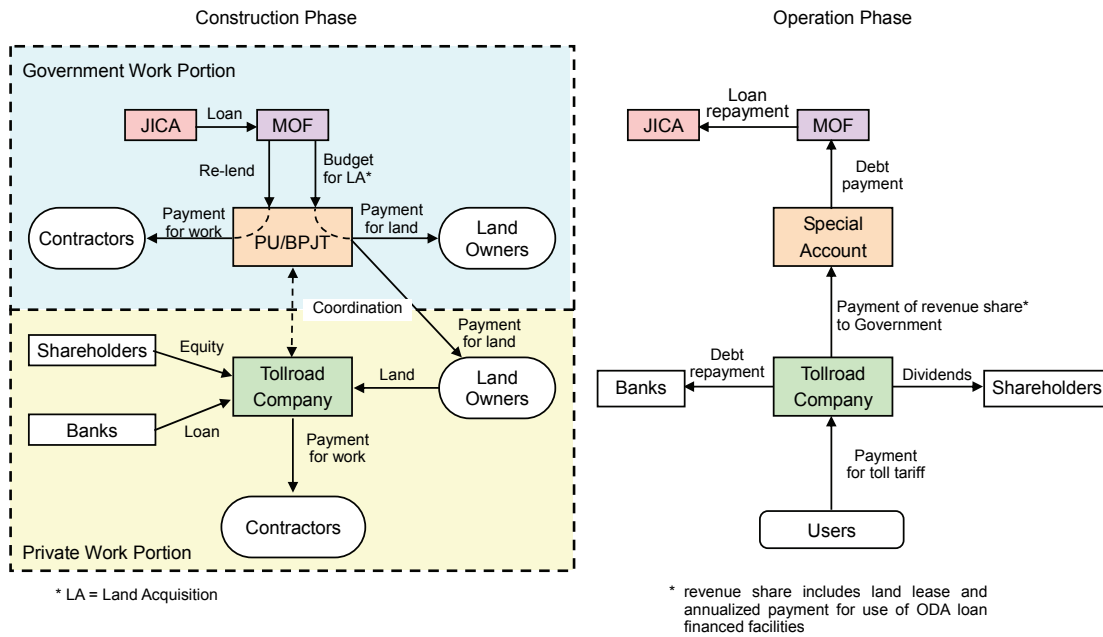 Construction Phase
Operation Phase
Government Work Portion
JICA
Loan
MOF
Re-lend
Budget
for LA*
Contractors
Payment
for work
PU/BPJT
Payment
for land
Land
Owners
Coordination
Payment
for land
Shareholders
Equity
Tollroad
Company
Land
Land
Owners
Banks
Loan
Payment
for work
Contractors
Private Work Portion
* LA = Land Acquisition
JICA
Loan
repayment
MOF
Debt
payment
Special
Account
Payment of revenue share*
to Government
Banks
Debt
repayment
Tollroad
Company
Dividends
Shareholders
Payment
for toll tariff
Users
* revenue share includes land lease and
annualized payment for use of ODA loan
financed facilities